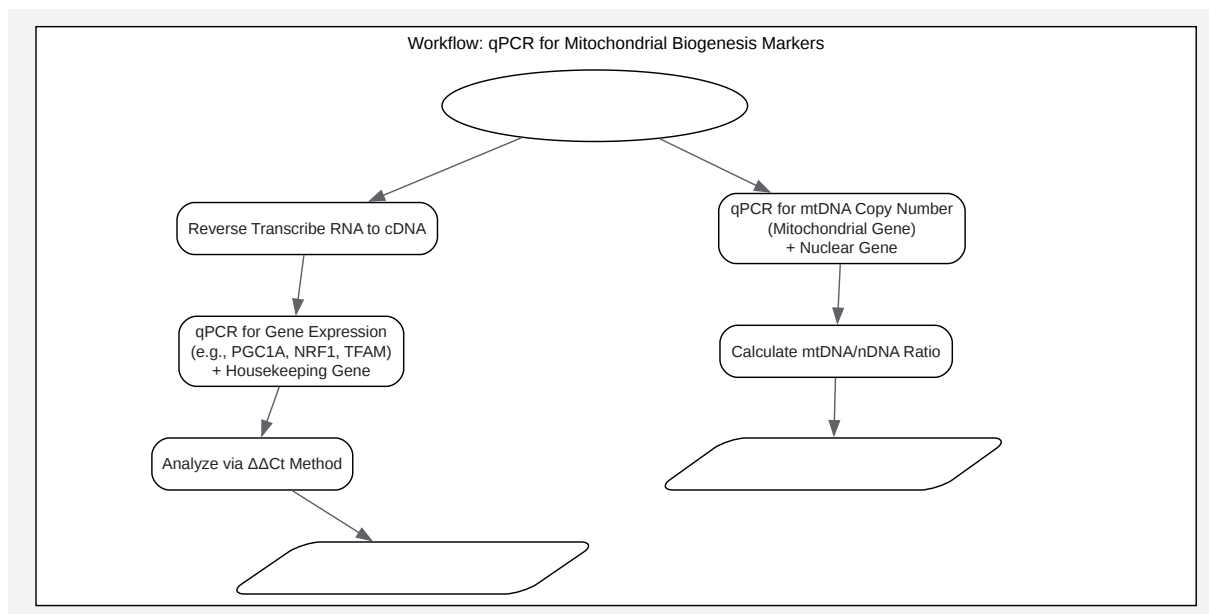 Workflow: qPCR for Mitochondrial Biogenesis Markers
Reverse Transcribe RNA to cDNA
qPCR for Gene Expression
(e.g., PGC1A, NRF1, TFAM)
+ Housekeeping Gene
Analyze via ΔΔCt Method
qPCR for mtDNA Copy Number
(Mitochondrial Gene)
+ Nuclear Gene
Calculate mtDNA/nDNA Ratio